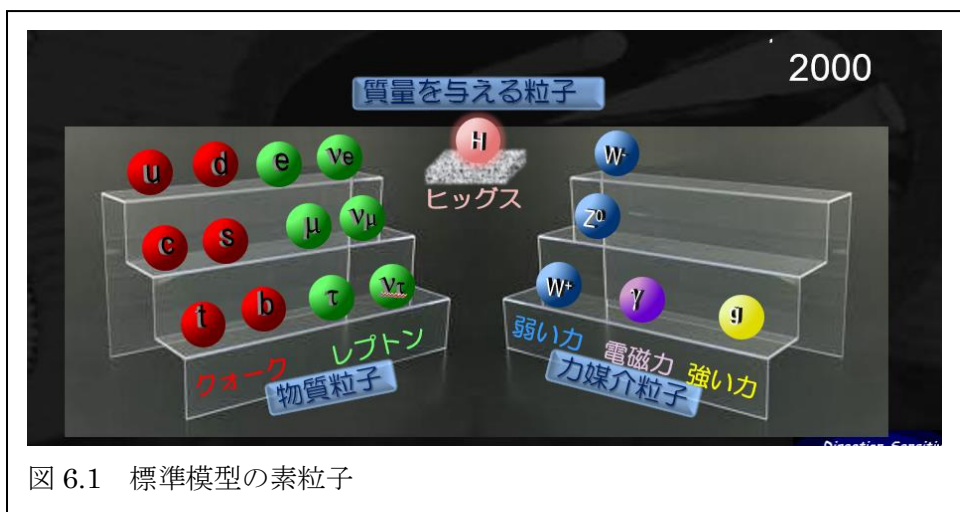 2000
質量を与える粒子
H
ヒッグス
u d e νe
c s μ νμ
t b τ ντ
クォーク
レプトン
物質粒子
W-
Z0
W+ γ g
弱い力
電磁力
強い力
力媒介粒子
図 6.1 標準模型の素粒子